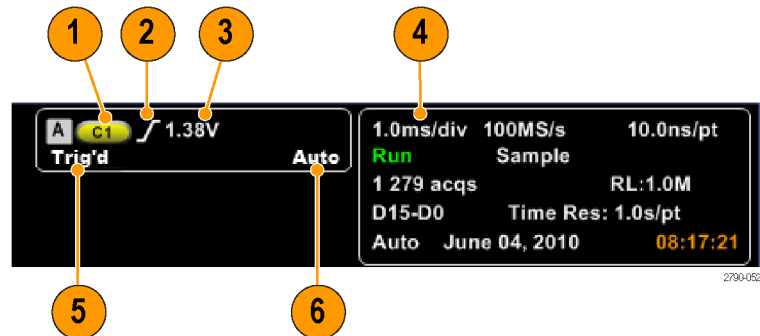 1 2 3 4
A C1 1.38V
Trig'd Auto
1.0ms/div 100MS/s 10.0ns/pt
Run Sample
1 279 acqs RL:1.0M
D15-D0 Time Res: 1.0s/pt
Auto June 04, 2010 08:17:21
2790-052
5 6